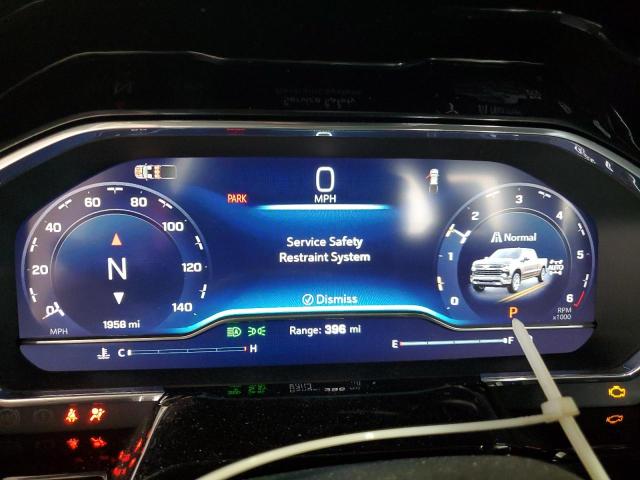 0
MPH
PARK
Service Safety
Restraint System
Dismiss
20
40
60
80
100
120
140
MPH
N
1958 mi
0
1
2
3
4
5
6
RPM
x1000
Normal
AUTO
P
Range: 396 mi
C
H
E
F